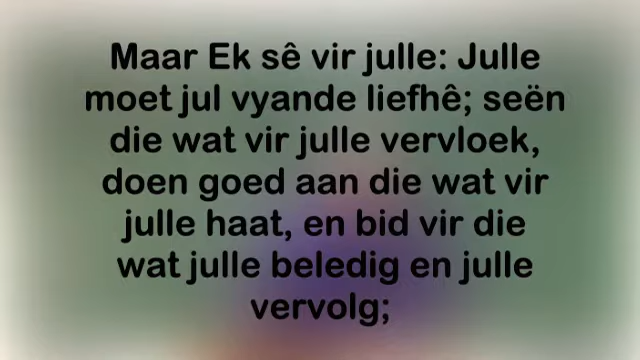 Maar Ek sê vir julle: Julle
moet jul vyande liefhê; seën
die wat vir julle vervloek,
doen goed aan die wat vir
julle haat, en bid vir die
wat julle beledig en julle
vervolg;